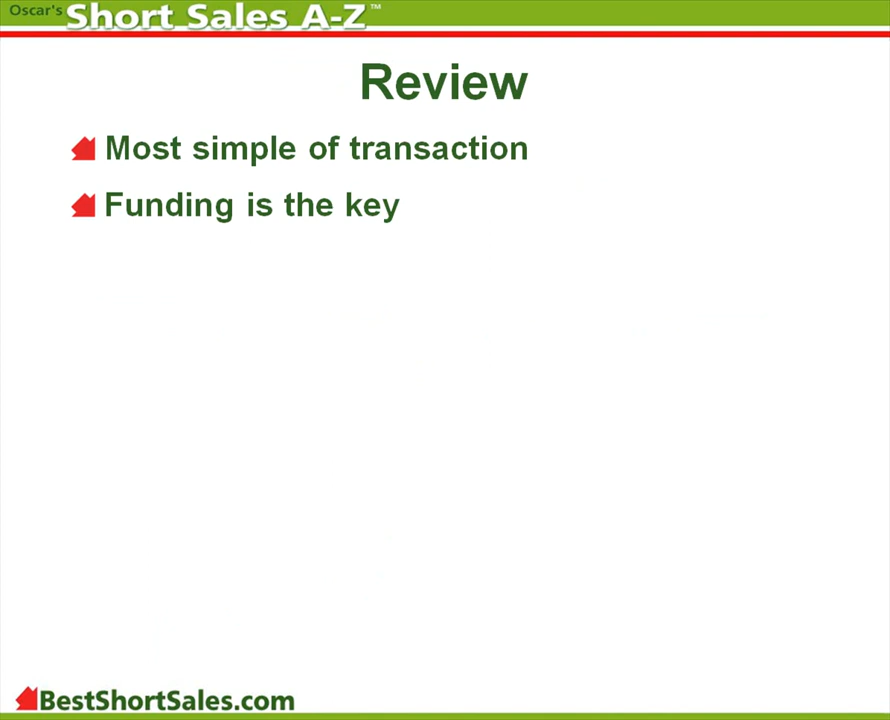 Oscar's Short Sales A-Z™
Review
Most simple of transaction
Funding is the key
BestShortSales.com